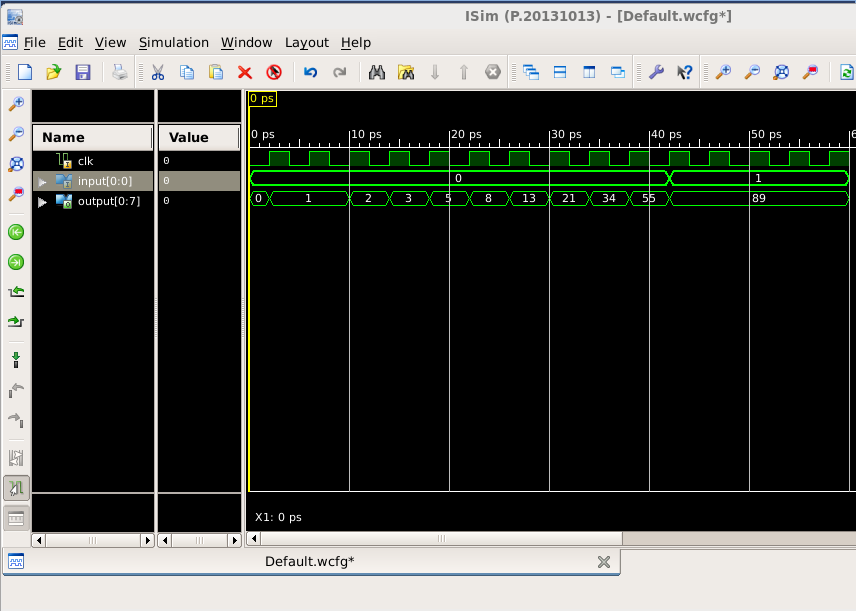 ISim (P.20131013) - [Default.wcfg*]
File Edit View Simulation Window Layout Help
0 ps
Name Value
0 ps 10 ps 20 ps 30 ps 40 ps 50 ps 6
clk 0
input[0:0] 0 0 1
output[0:7] 0 0 1 2 3 5 8 13 21 34 55 89
X1: 0 ps
Default.wcfg*